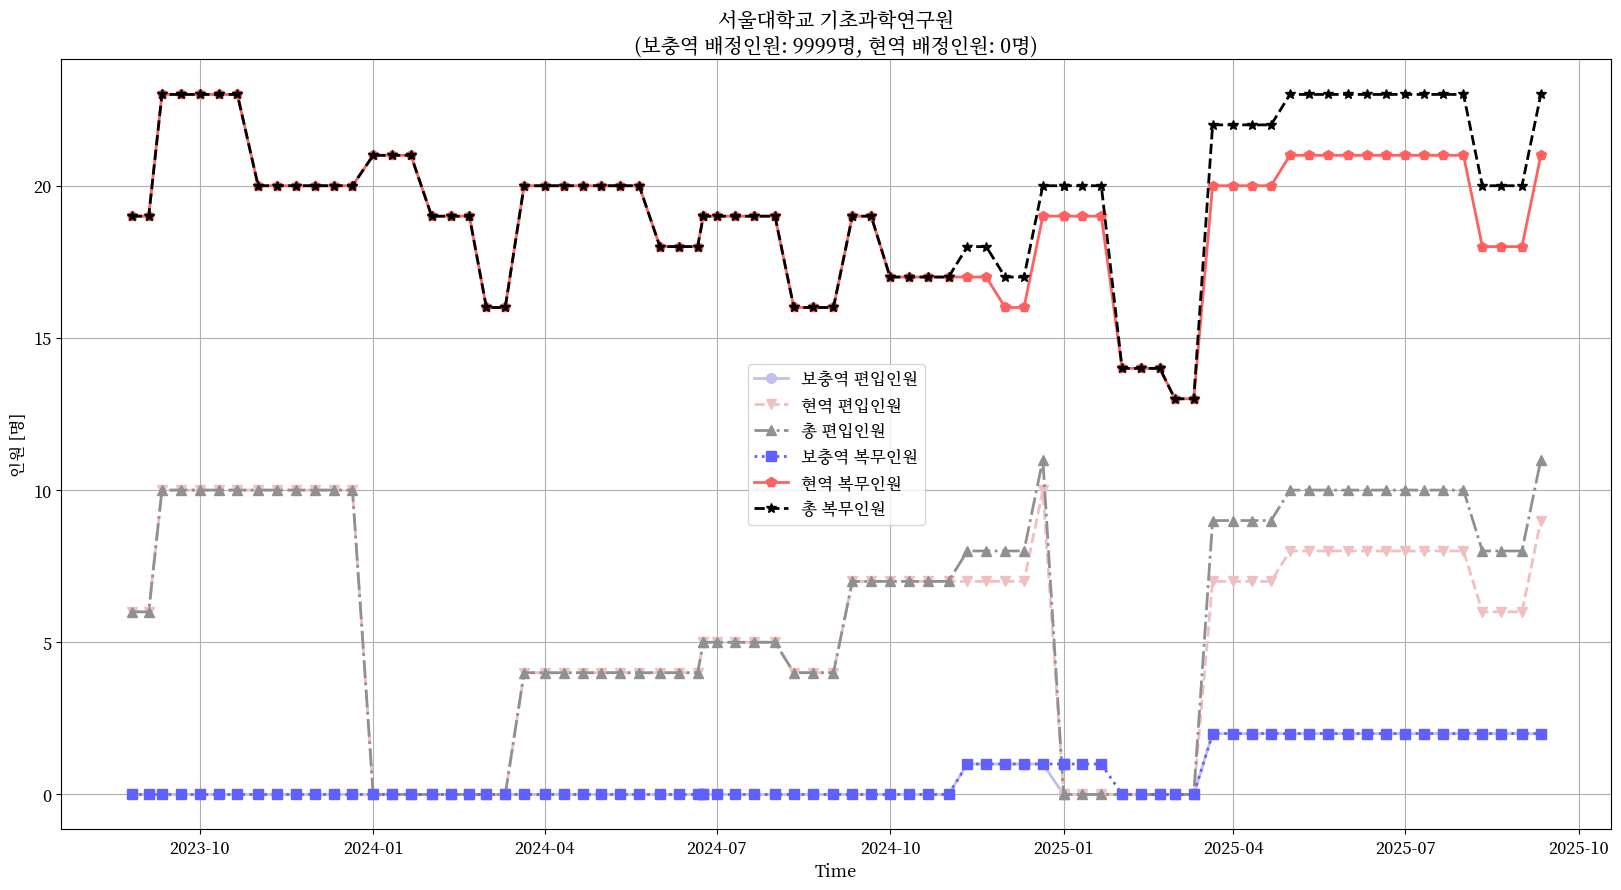 서울대학교 기초과학연구원
(보충역 배정인원: 9999명, 현역 배정인원: 0명)
인원 [명]
20
15
10
5
0
보충역 편입인원
현역 편입인원
총 편입인원
보충역 복무인원
현역 복무인원
총 복무인원
2023-10
2024-01
2024-04
2024-07
2024-10
2025-01
2025-04
2025-07
2025-10
Time